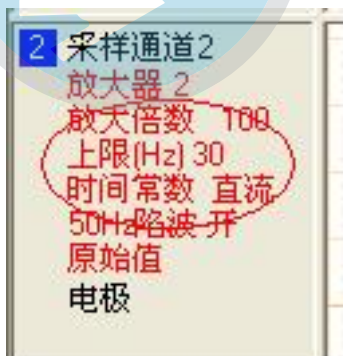 2 采样通道2
放大器 2
放大倍数 100
上限(Hz) 30
时间常数 直流
50Hz陷波 开
原始值
电极